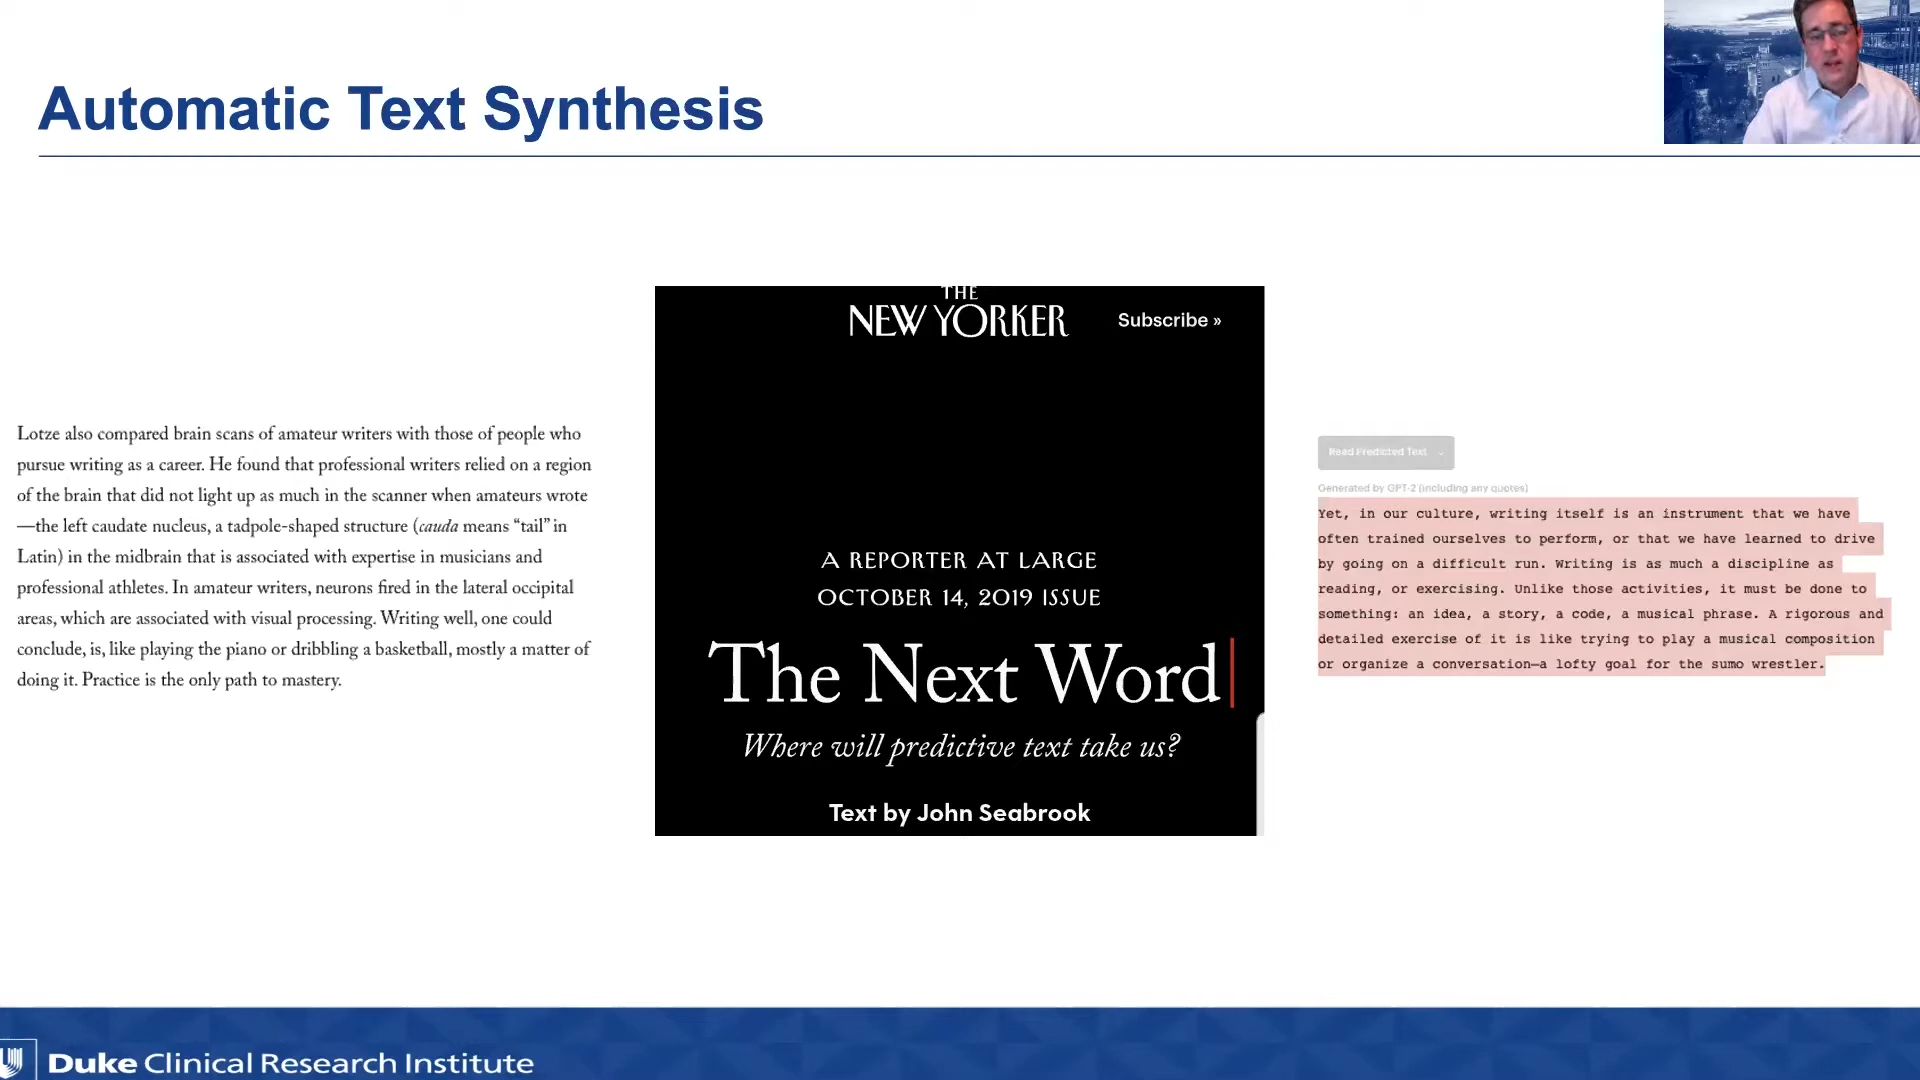 Automatic Text Synthesis
Lotze also compared brain scans of amateur writers with those of people who
pursue writing as a career. He found that professional writers relied on a region
of the brain that did not light up as much in the scanner when amateurs wrote
—the left caudate nucleus, a tadpole-shaped structure (cauda means “tail” in
Latin) in the midbrain that is associated with expertise in musicians and
professional athletes. In amateur writers, neurons fired in the lateral occipital
areas, which are associated with visual processing. Writing well, one could
conclude, is, like playing the piano or dribbling a basketball, mostly a matter of
doing it. Practice is the only path to mastery.
THE
NEW YORKER
Subscribe »
A REPORTER AT LARGE
OCTOBER 14, 2019 ISSUE
The Next Word
Where will predictive text take us?
Text by John Seabrook
Read Predicted Text
Generated by GPT-2 (including any quotes)
Yet, in our culture, writing itself is an instrument that we have
often trained ourselves to perform, or that we have learned to drive
by going on a difficult run. Writing is as much a discipline as
reading, or exercising. Unlike those activities, it must be done to
something: an idea, a story, a code, a musical phrase. A rigorous and
detailed exercise of it is like trying to play a musical composition
or organize a conversation—a lofty goal for the sumo wrestler.
Duke Clinical Research Institute